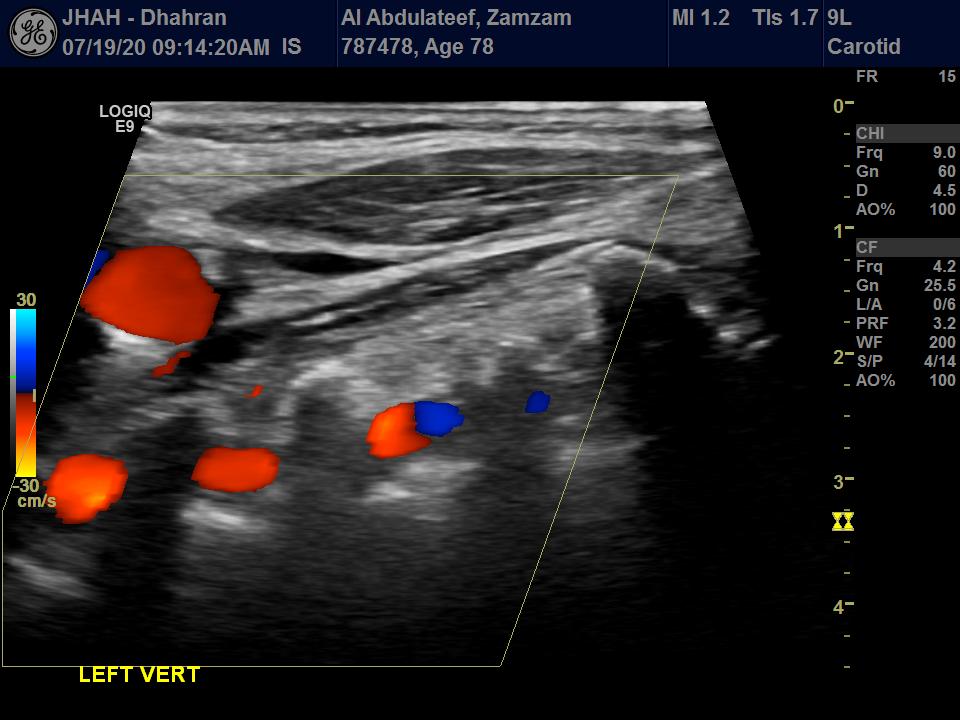 JHAH - Dhahran
07/19/20 09:14:20AM IS
Al Abdulateef, Zamzam
787478, Age 78
MI 1.2 TIs 1.7
9L
Carotid
LOGIQ
E9
FR 15
CHI
Frq 9.0
Gn 60
D 4.5
AO% 100
CF
Frq 4.2
Gn 25.5
L/A 0/6
PRF 3.2
WF 200
S/P 4/14
AO% 100
0
1
2
3
4
30
-30
cm/s
LEFT VERT